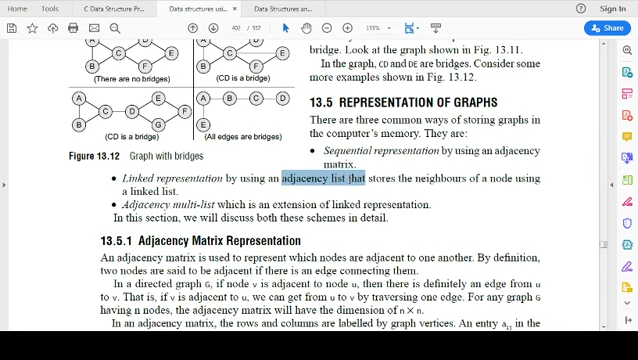 Home
Tools
C-Data Structure Pr...
Data structures usi...
Data Structures an...
Sign In
402 / 557
155%
Share
A
D
C
E
B
F
(There are no bridges)
A
D
C
E
B
F
(CD is a bridge)
A
E
C
D
F
B
G
(CD is a bridge)
A
B
C
D
E
(All edges are bridges)
Figure 13.12 Graph with bridges
bridge. Look at the graph shown in Fig. 13.11.
In the graph, CD and DE are bridges. Consider some
more examples shown in Fig. 13.12.
13.5 REPRESENTATION OF GRAPHS
There are three common ways of storing graphs in
the computer's memory. They are:
• Sequential representation by using an adjacency
matrix.
• Linked representation by using an adjacency list that stores the neighbours of a node using
a linked list.
• Adjacency multi-list which is an extension of linked representation.
In this section, we will discuss both these schemes in detail.
13.5.1 Adjacency Matrix Representation
An adjacency matrix is used to represent which nodes are adjacent to one another. By definition,
two nodes are said to be adjacent if there is an edge connecting them.
In a directed graph G, if node v is adjacent to node u, then there is definitely an edge from u
to v. That is, if v is adjacent to u, we can get from u to v by traversing one edge. For any graph G
having n nodes, the adjacency matrix will have the dimension of n × n.
In an adjacency matrix, the rows and columns are labelled by graph vertices. An entry aij in the